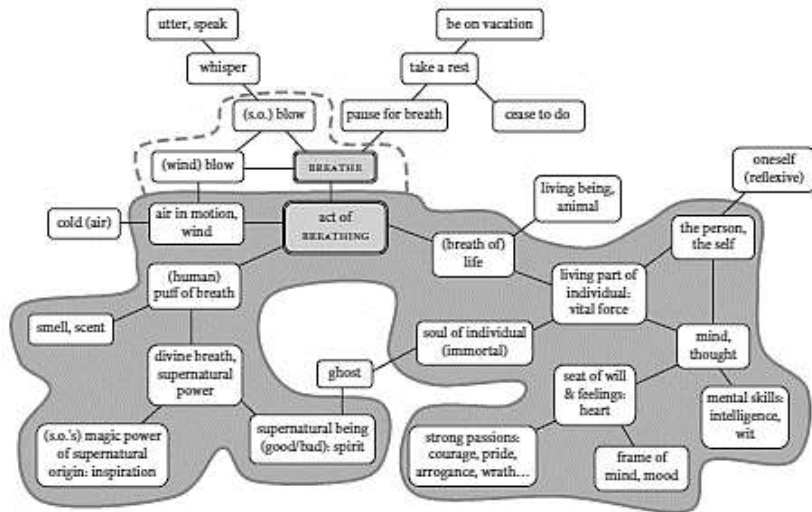 utter, speak
be on vacation
whisper
take a rest
(s.o.) blow
pause for breath
cease to do
(wind) blow
BREATHE
oneself
(reflexive)
living being,
animal
cold (air)
air in motion,
wind
act of
BREATHING
the person,
the self
(breath of)
life
(human)
puff of breath
living part of
individual:
vital force
smell, scent
soul of individual
(immortal)
mind,
thought
divine breath,
supernatural
power
ghost
seat of will
& feelings:
heart
mental skills:
intelligence,
wit
(s.o.'s) magic power
of supernatural
origin: inspiration
supernatural being
(good/bad): spirit
strong passions:
courage, pride,
arrogance, wrath...
frame of
mind, mood